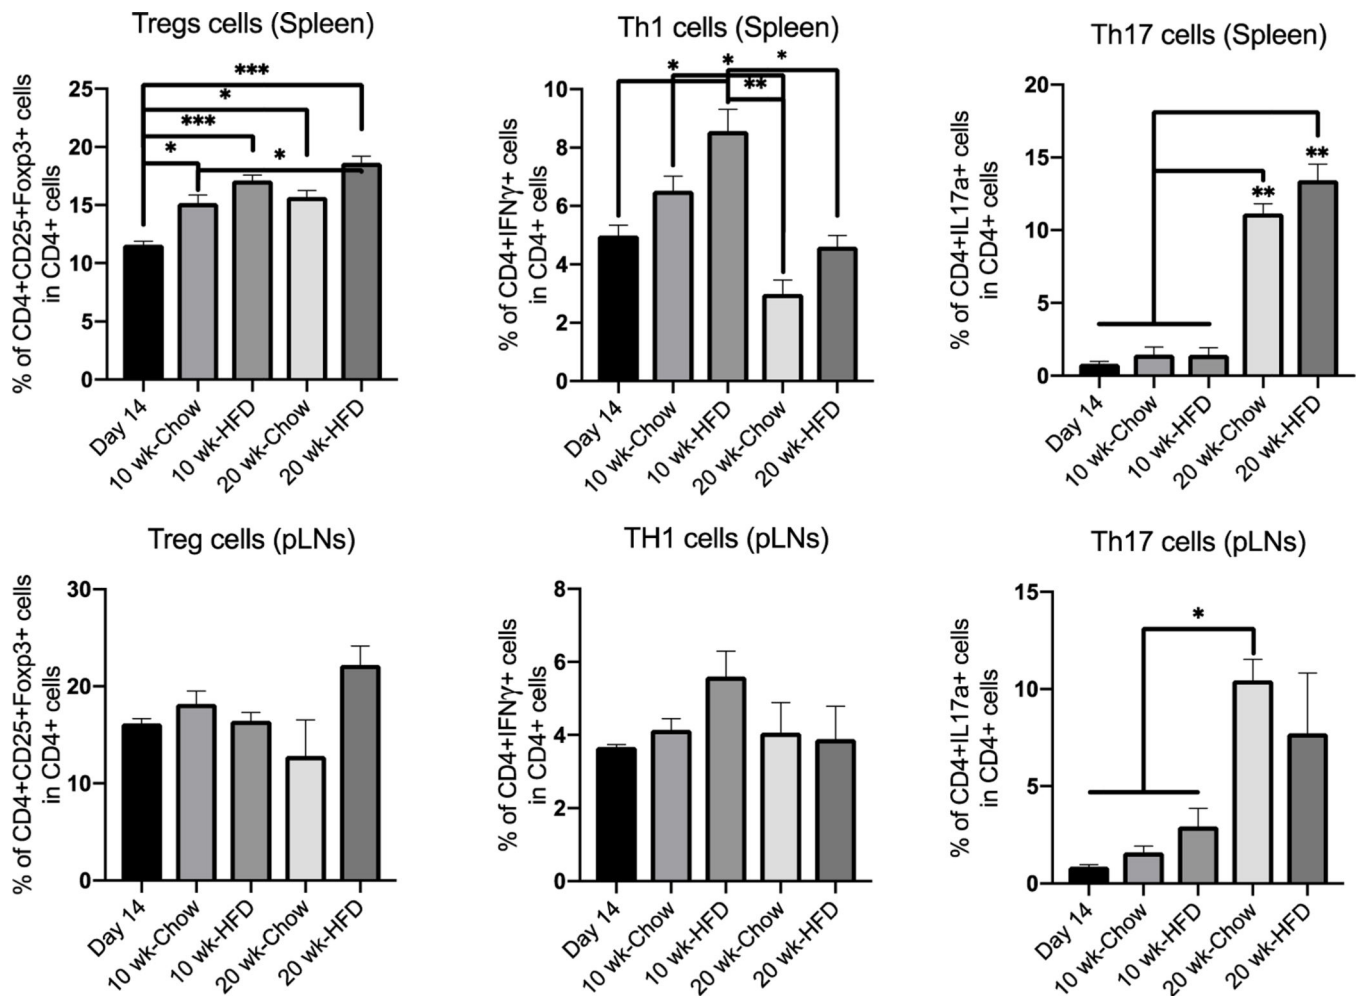 Tregs cells (Spleen)
% of CD4+CD25+Foxp3+ cells
in CD4+ cells
25
20
15
10
5
0
***
*
***
*
*
Day 14
10 wk-Chow
10 wk-HFD
20 wk-Chow
20 wk-HFD
Th1 cells (Spleen)
% of CD4+IFNγ+ cells
in CD4+ cells
10
8
6
4
2
0
*
*
*
**
Day 14
10 wk-Chow
10 wk-HFD
20 wk-Chow
20 wk-HFD
Th17 cells (Spleen)
% of CD4+IL17a+ cells
in CD4+ cells
20
15
10
5
0
**
**
Day 14
10 wk-Chow
10 wk-HFD
20 wk-Chow
20 wk-HFD
Treg cells (pLNs)
% of CD4+CD25+Foxp3+ cells
in CD4+ cells
30
20
10
0
Day 14
10 wk-Chow
10 wk-HFD
20 wk-Chow
20 wk-HFD
TH1 cells (pLNs)
% of CD4+IFNγ+ cells
in CD4+ cells
8
6
4
2
0
Day 14
10 wk-Chow
10 wk-HFD
20 wk-Chow
20 wk-HFD
Th17 cells (pLNs)
% of CD4+IL17a+ cells
in CD4+ cells
15
10
5
0
*
Day 14
10 wk-Chow
10 wk-HFD
20 wk-Chow
20 wk-HFD